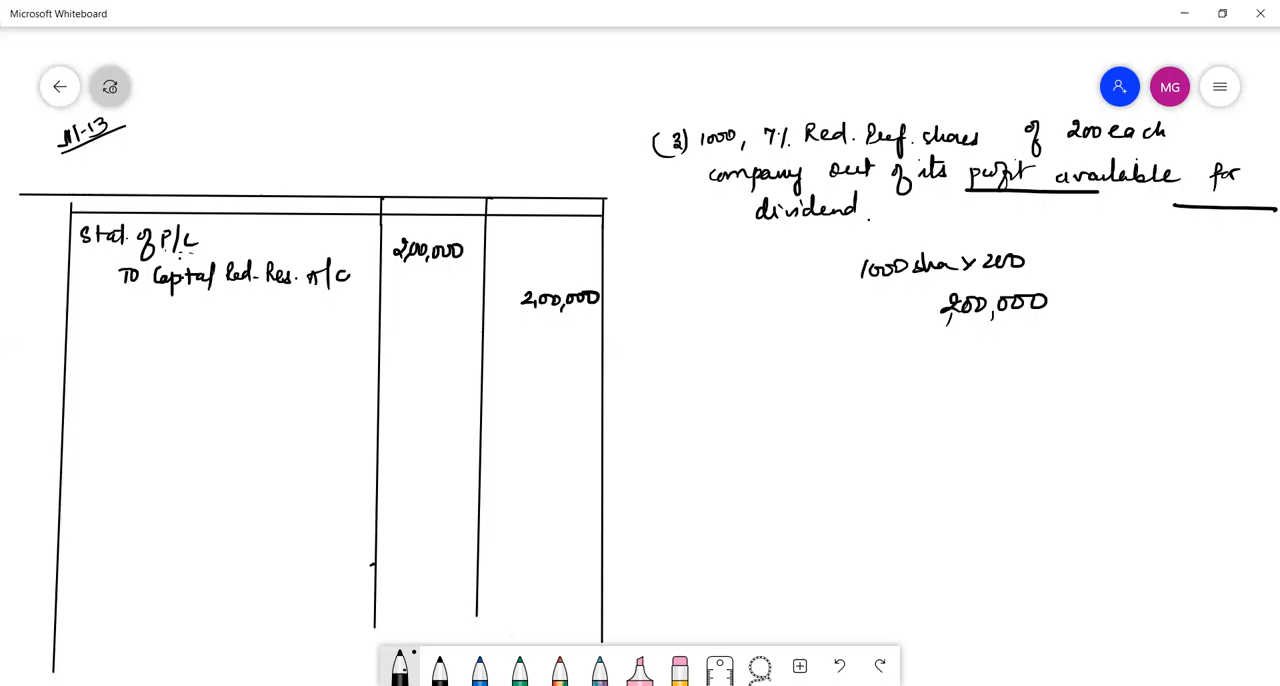 Microsoft Whiteboard
MG
(3) 1000, 7% Red. Pref. shares of 200 each
company out of its profit available for
dividend.
Stat. of P/L 2,00,000
To Capital Red. Res. A/c
2,00,000
1000 sha x 200
2,00,000